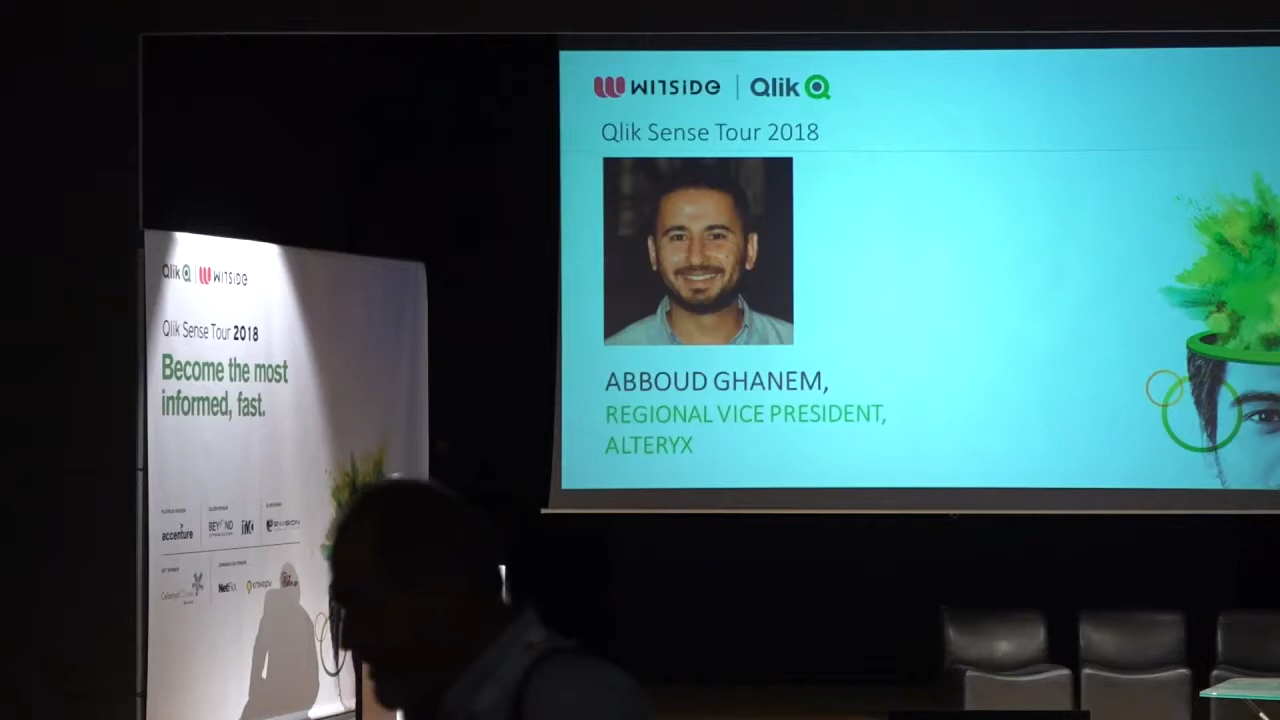 WITSIDE | Qlik
Qlik Sense Tour 2018
ABBOUD GHANEM,
REGIONAL VICE PRESIDENT,
ALTERYX
Qlik | WITSIDE
Qlik Sense Tour 2018
Become the most
informed, fast.
accenture
BEYOND